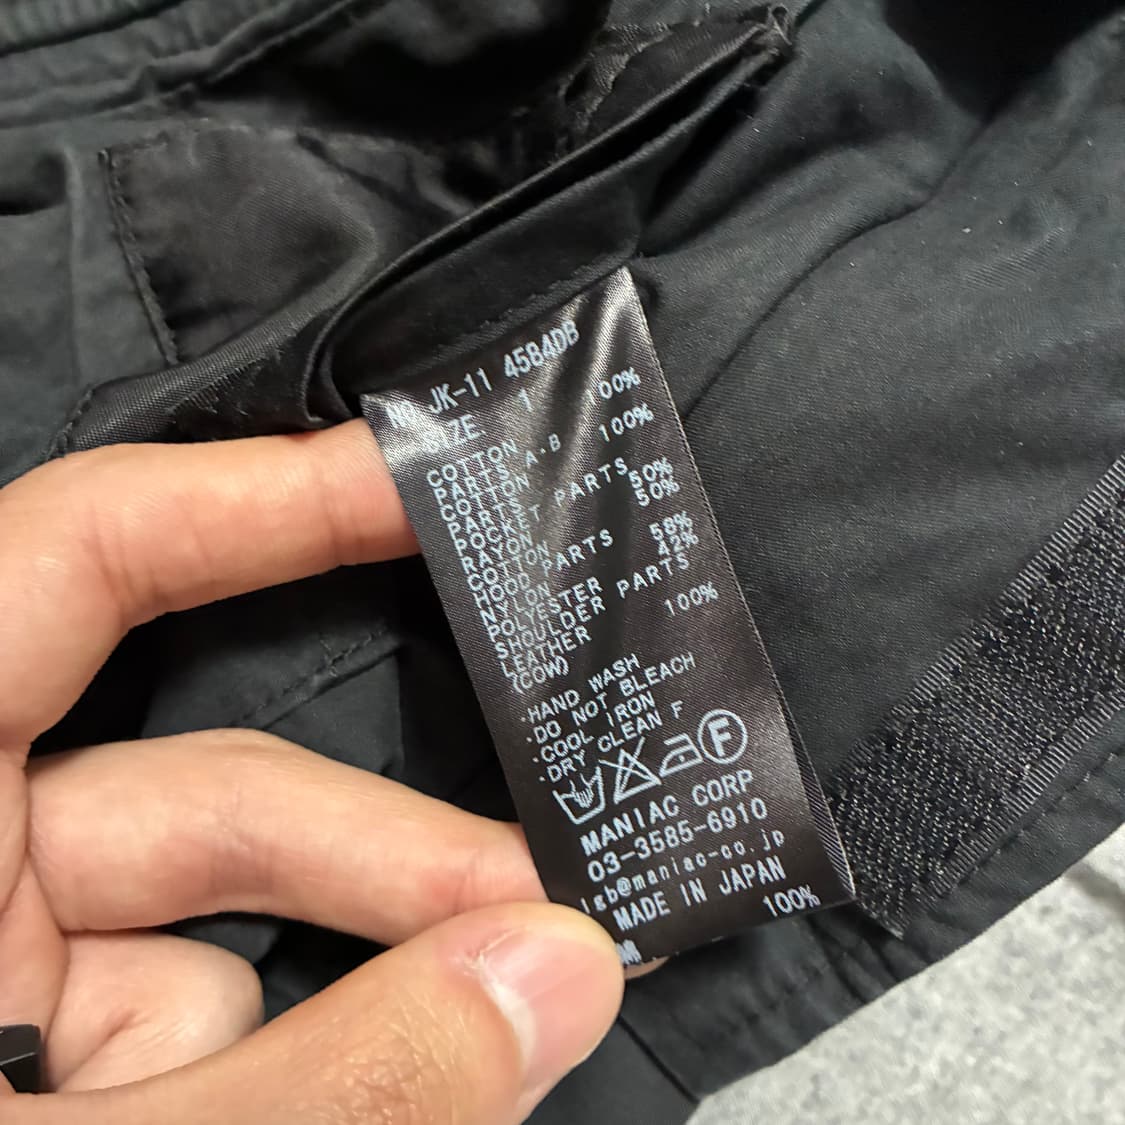 NO. JK-11 4584DB
SIZE 1
COTTON 100%
PARTS A・B
COTTON 100%
PARTS
POCKET PARTS
RAYON 50%
COTTON 50%
HOOD PARTS
NYLON 58%
POLYESTER 42%
SHOULDER PARTS
LEATHER 100%
(COW)
・HAND WASH
・DO NOT BLEACH
・COOL IRON
・DRY CLEAN F
F
MANIAC CORP
03-3585-6910
lgb@maniac-co.jp
MADE IN JAPAN
100%